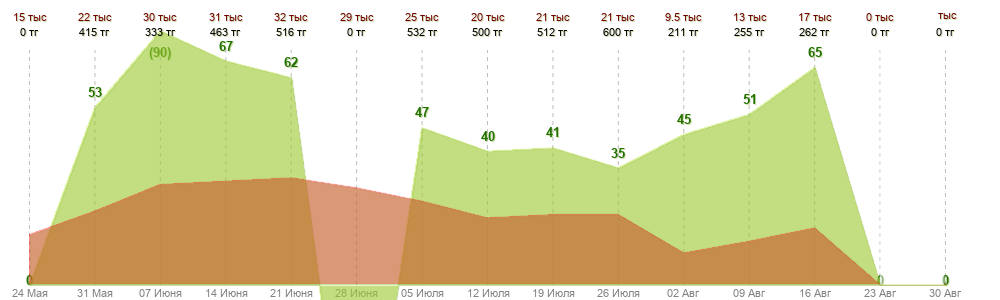 15 тыс 22 тыс 30 тыс 31 тыс 32 тыс 29 тыс 25 тыс 20 тыс 21 тыс 21 тыс 9.5 тыс 13 тыс 17 тыс 0 тыс тыс
0 тг 415 тг 333 тг 463 тг 516 тг 0 тг 532 тг 500 тг 512 тг 600 тг 211 тг 255 тг 262 тг 0 тг 0 тг
(90) 67 65
62
53 51
47 45
40 41
35
0 0 0
24 Мая 31 Мая 07 Июня 14 Июня 21 Июня 28 Июня 05 Июля 12 Июля 19 Июля 26 Июля 02 Авг 09 Авг 16 Авг 23 Авг 30 Авг